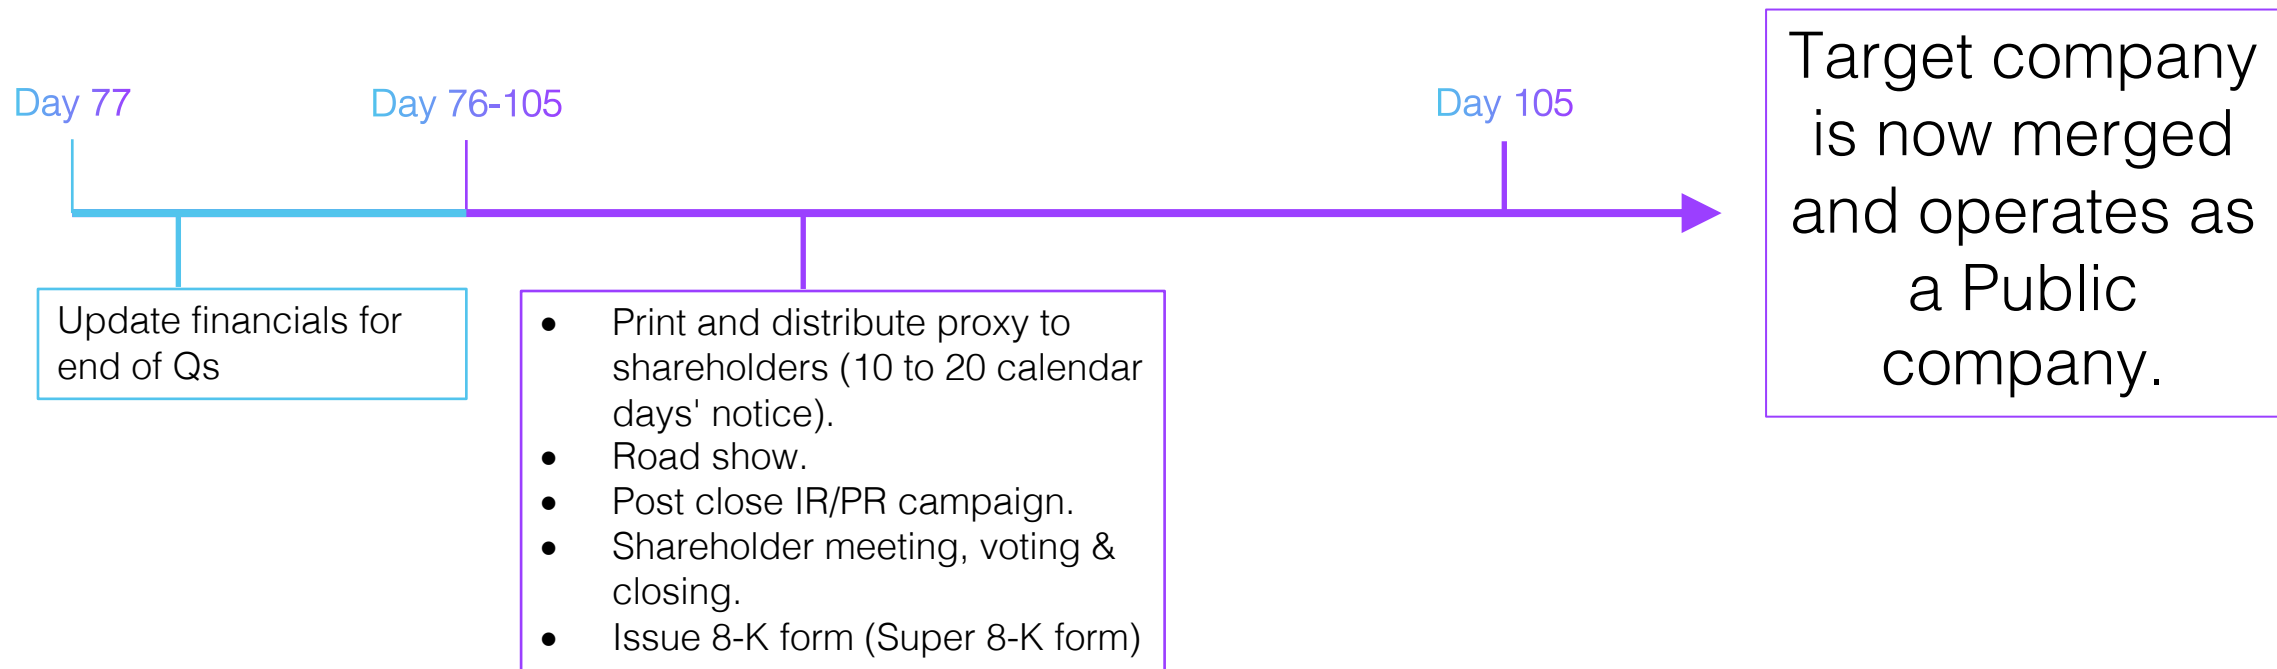 Day 77
Day 76-105
Day 105
Update financials for
end of Qs
• Print and distribute proxy to
shareholders (10 to 20 calendar
days' notice).
• Road show.
• Post close IR/PR campaign.
• Shareholder meeting, voting &
closing.
• Issue 8-K form (Super 8-K form)
Target company
is now merged
and operates as
a Public
company.